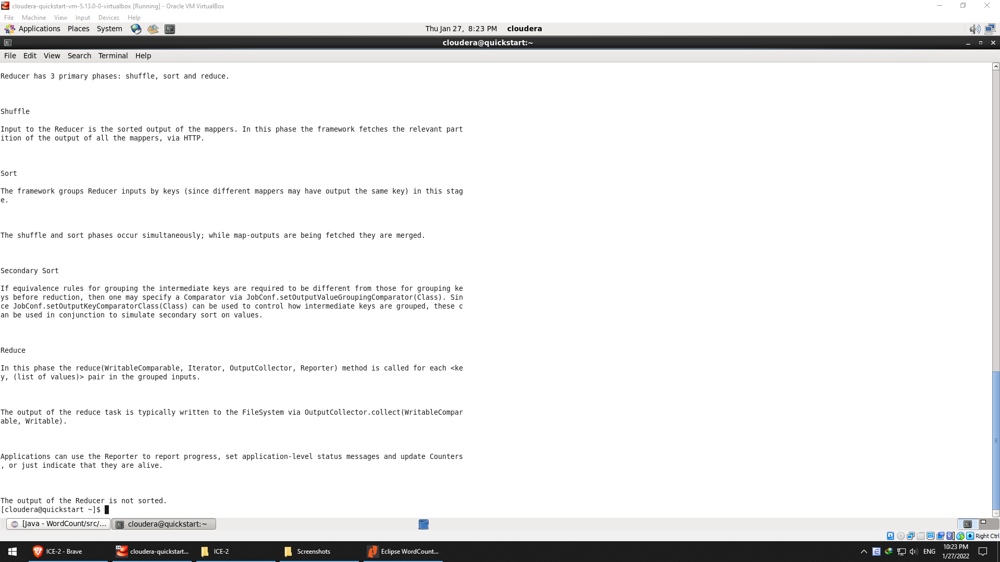 cloudera-quickstart-vm-5.13.0-0-virtualbox [Running] - Oracle VM VirtualBox
File Machine View Input Devices Help
Applications Places System Thu Jan 27, 8:23 PM cloudera
cloudera@quickstart:~
File Edit View Search Terminal Help
Reducer has 3 primary phases: shuffle, sort and reduce.
Shuffle
Input to the Reducer is the sorted output of the mappers. In this phase the framework fetches the relevant part
ition of the output of all the mappers, via HTTP.
Sort
The framework groups Reducer inputs by keys (since different mappers may have output the same key) in this stag
e.
The shuffle and sort phases occur simultaneously; while map-outputs are being fetched they are merged.
Secondary Sort
If equivalence rules for grouping the intermediate keys are required to be different from those for grouping ke
ys before reduction, then one may specify a Comparator via JobConf.setOutputValueGroupingComparator(Class). Sin
ce JobConf.setOutputKeyComparatorClass(Class) can be used to control how intermediate keys are grouped, these c
an be used in conjunction to simulate secondary sort on values.
Reduce
In this phase the reduce(WritableComparable, Iterator, OutputCollector, Reporter) method is called for each <ke
y, (list of values)> pair in the grouped inputs.
The output of the reduce task is typically written to the FileSystem via OutputCollector.collect(WritableCompar
able, Writable).
Applications can use the Reporter to report progress, set application-level status messages and update Counters
, or just indicate that they are alive.
The output of the Reducer is not sorted.
[cloudera@quickstart ~]$
[Java - WordCount/src/... cloudera@quickstart:~
Right Ctrl
ICE-2 - Brave cloudera-quickstart... ICE-2 Screenshots Eclipse WordCount... ENG 10:23 PM
1/27/2022